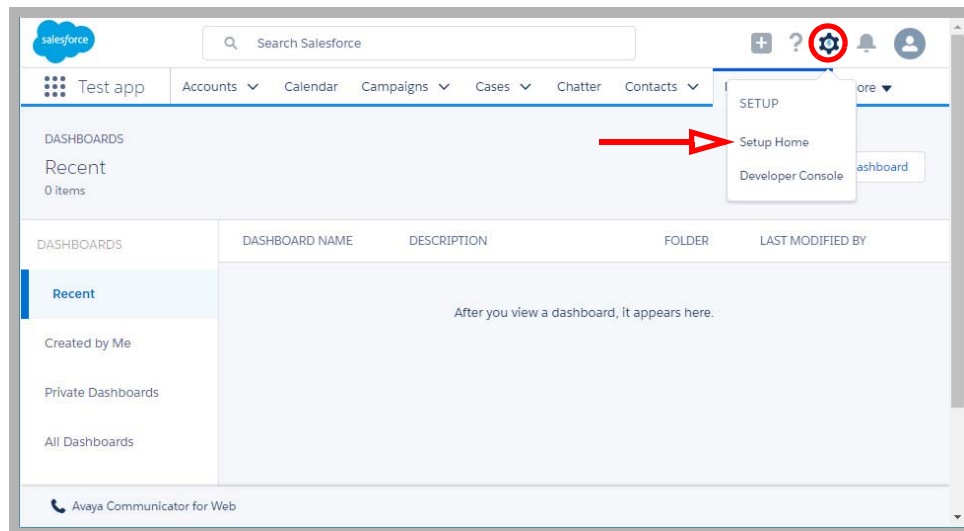 salesforce
Search Salesforce
?
Test app
Accounts
Calendar
Campaigns
Cases
Chatter
Contacts
ore
SETUP
Setup Home
Developer Console
DASHBOARDS
Recent
0 items
ashboard
DASHBOARDS
DASHBOARD NAME
DESCRIPTION
FOLDER
LAST MODIFIED BY
Recent
After you view a dashboard, it appears here.
Created by Me
Private Dashboards
All Dashboards
Avaya Communicator for Web